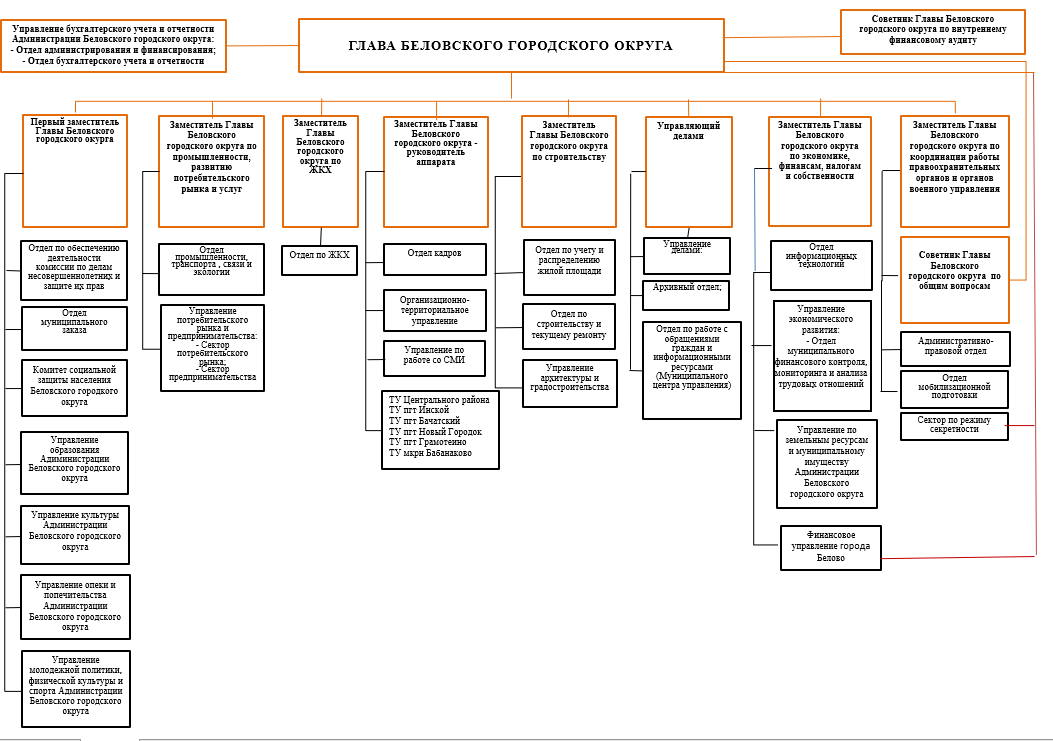 Управление бухгалтерского учета и отчетности
Администрации Беловского городского округа:
- Отдел администрирования и финансирования;
- Отдел бухгалтерского учета и отчетности
ГЛАВА БЕЛОВСКОГО ГОРОДСКОГО ОКРУГА
Советник Главы Беловского
городского округа по внутреннему
финансовому аудиту
Первый заместитель
Главы Беловского
городского окурга
Заместитель Главы
Беловского
городского округа по
промышленности,
развитию
потребительского
рынка и услуг
Заместитель
Главы
Беловского
городского
округа по
ЖКХ
Заместитель Главы
Беловского
городского округа -
руководитель
аппарата
Заместитель
Главы Беловского
городского округа
по строительству
Управляющий
делами
Заместитель Главы
Беловского
городского округа
по экономике,
финансам, налогам
и собственности
Заместитель Главы
Беловского
городского округа по
координации работы
правоохранительных
органов и органов
военного управления
Отдел по обеспечению
деятельности
комиссии по делам
несовершеннолетних и
защите их прав
Отдел
муниципального
заказа
Комитет социальной
защиты населения
Беловского городкого
округа
Управление
образования
Адиминистрации
Беловского городского
округа
Управление культуры
Администрации
Беловского городского
округа
Управление опеки и
попечительства
Администрации
Беловского городского
округа
Управление
молодежной политики,
физической культуры и
спорта Администрации
Беловского городского
округа
Отдел
промышленности,
транспорта , связи и
экологии
Управление
потребительского
рынка и
предпринимательства:
- Сектор
потребительского
рынка;
- Сектор
предпринимательства
Отдел по ЖКХ
Отдел кадров
Организационно-
территориальное
управление
Управление по
работе со СМИ
ТУ Центрального района
ТУ пгт Инской
ТУ пгт Бачатский
ТУ пгт Новый Городок
ТУ пгт Грамотеино
ТУ мкрн Бабанаково
Отдел по учету и
распределению
жилой площади
Отдел по
строительству и
текущему ремонту
Управление
архитектуры и
градостроительства
Управление
делами:
Архивный отдел;
Отдел по работе с
обращениями
граждан и
информационными
ресурсами
(Муниципального
центра управления)
Отдел
информационных
технологий
Управление
экономического
развития:
- Отдел
муниципального
финансового контроля,
мониторинга и анализа
трудовых отношений
Управление по
земельным ресурсам
и муниципальному
имуществу
Администрации
Беловского
городского округа
Финансовое
управление города
Белово
Советник Главы
Беловского
городского округа по
общим вопросам
Административно-
правовой отдел
Отдел
мобилизационной
подготовки
Сектор по режиму
секретности